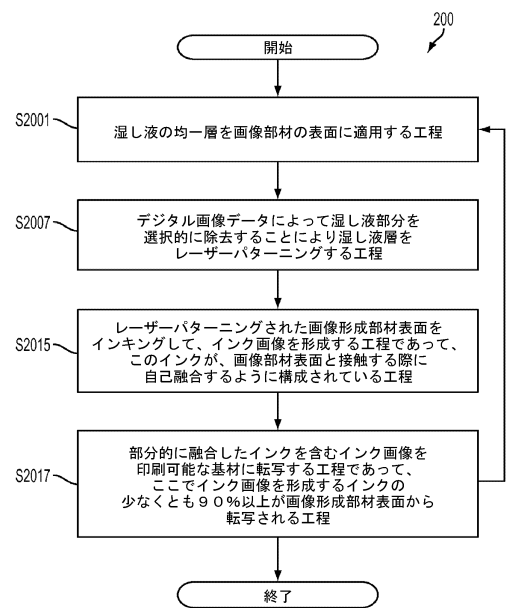 200
開始
S2001
湿し液の均一層を画像部材の表面に適用する工程
S2007
デジタル画像データによって湿し液部分を
選択的に除去することにより湿し液層を
レーザーパターニングする工程
S2015
レーザーパターニングされた画像形成部材表面を
インキングして、インク画像を形成する工程であって、
このインクが、画像部材表面と接触する際に
自己融合するように構成されている工程
S2017
部分的に融合したインクを含むインク画像を
印刷可能な基材に転写する工程であって、
ここでインク画像を形成するインクの
少なくとも90%以上が画像形成部材表面から
転写される工程
終了